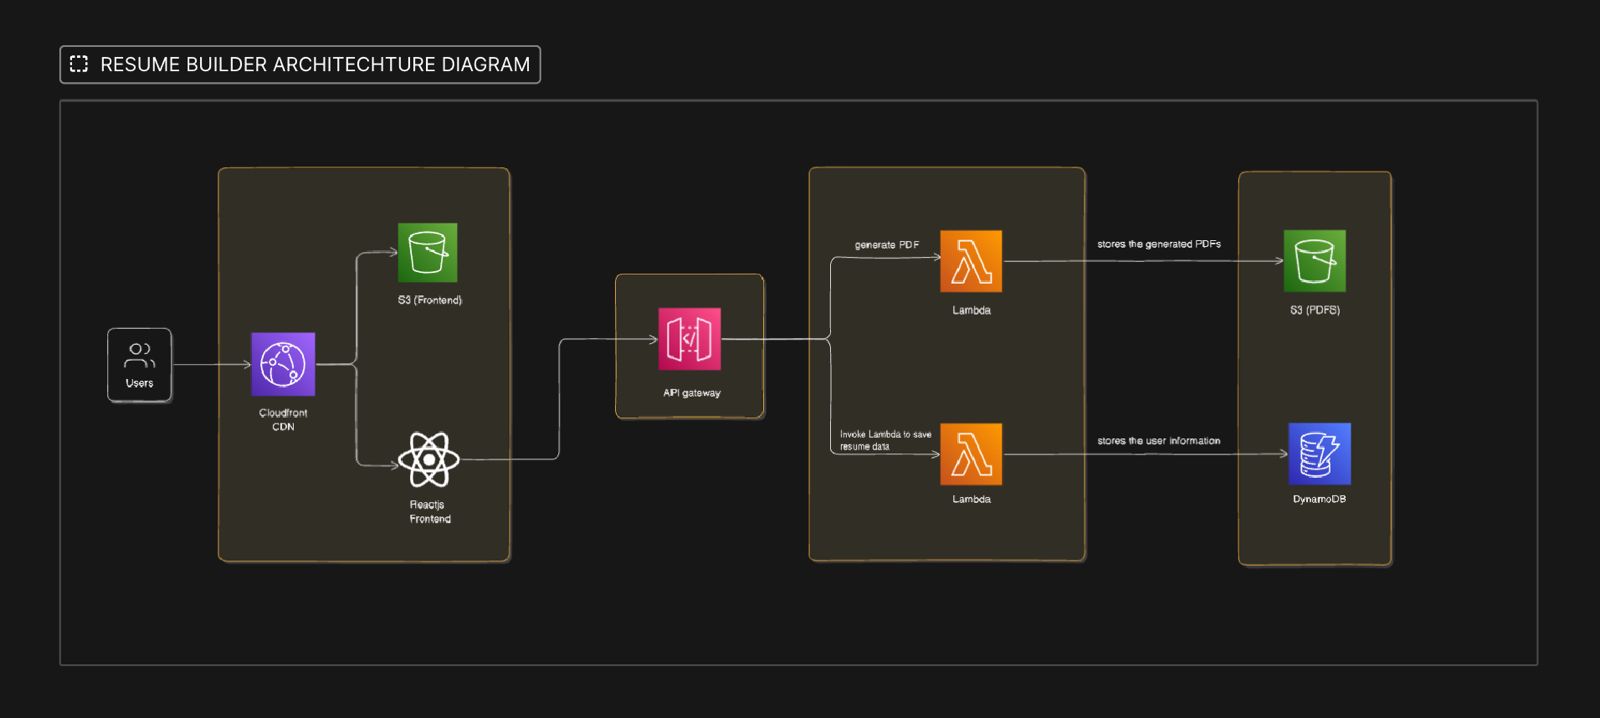 RESUME BUILDER ARCHITECHTURE DIAGRAM
Users
Cloudfront
CDN
S3 (Frontend)
Reactjs
Frontend
API gateway
generate PDF
Lambda
Invoke Lambda to save
resume data
Lambda
stores the generated PDFs
S3 (PDFS)
stores the user information
DynamoDB